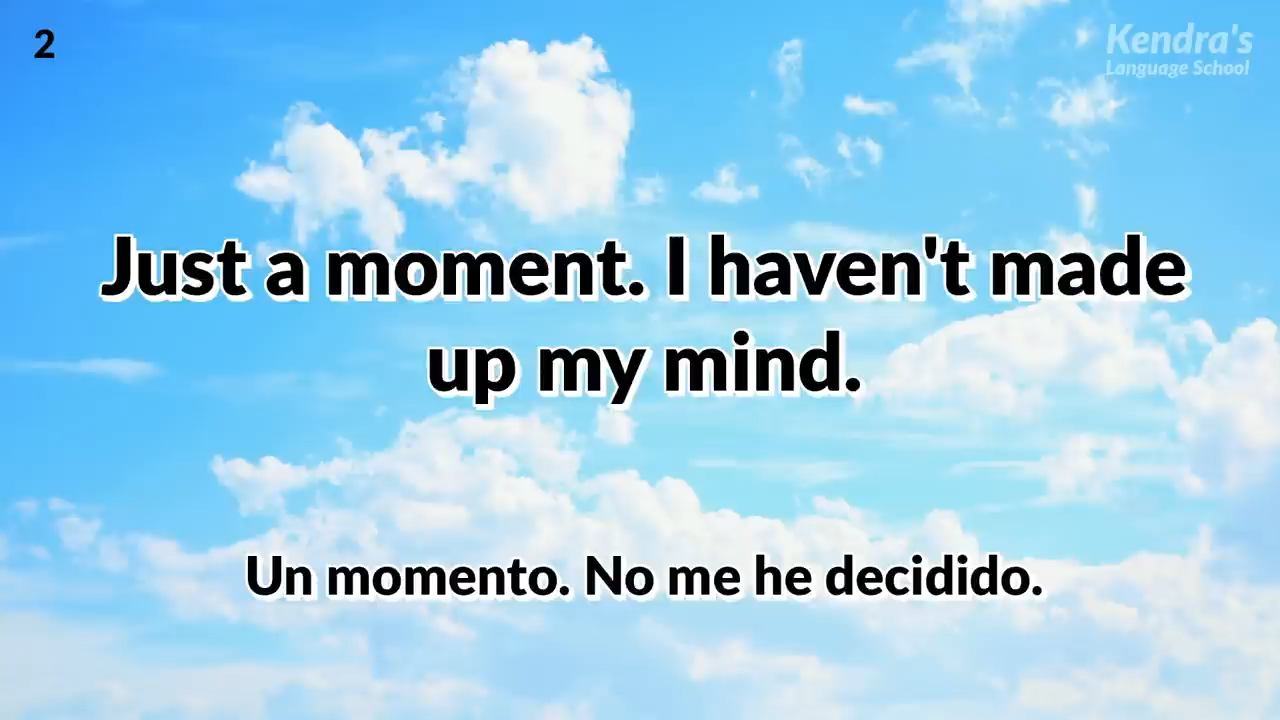 2
Kendra's
Language School
Just a moment. I haven't made
up my mind.
Un momento. No me he decidido.